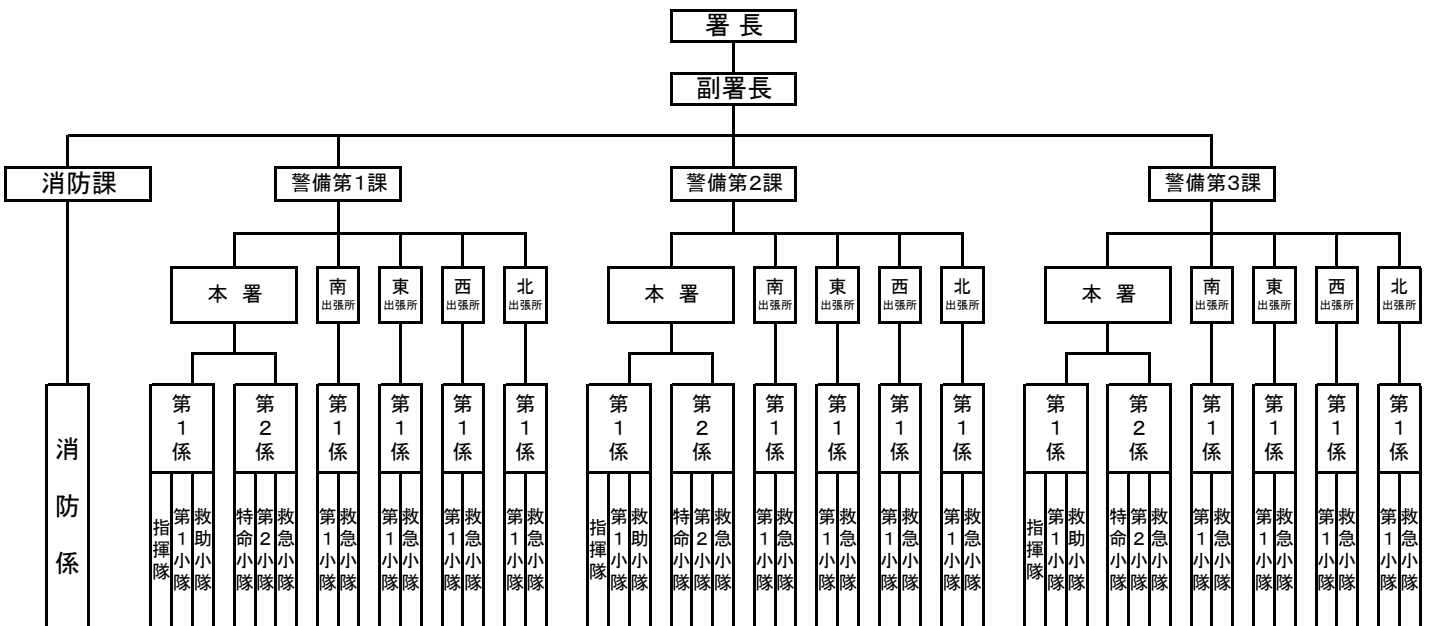 署長
副署長
消防課
警備第1課
警備第2課
警備第3課
本署
南
出張所
東
出張所
西
出張所
北
出張所
本署
南
出張所
東
出張所
西
出張所
北
出張所
本署
南
出張所
東
出張所
西
出張所
北
出張所
消防係
第1係
第2係
第1係
第1係
第1係
第1係
第1係
第2係
第1係
第1係
第1係
第1係
第1係
第2係
第1係
第1係
第1係
第1係
指揮隊
第1小隊
救助小隊
特命小隊
第2小隊
救急小隊
第1小隊
救急小隊
第1小隊
救急小隊
第1小隊
救急小隊
第1小隊
救急小隊
指揮隊
第1小隊
救助小隊
特命小隊
第2小隊
救急小隊
第1小隊
救急小隊
第1小隊
救急小隊
第1小隊
救急小隊
第1小隊
救急小隊
指揮隊
第1小隊
救助小隊
特命小隊
第2小隊
救急小隊
第1小隊
救急小隊
第1小隊
救急小隊
第1小隊
救急小隊
第1小隊
救急小隊